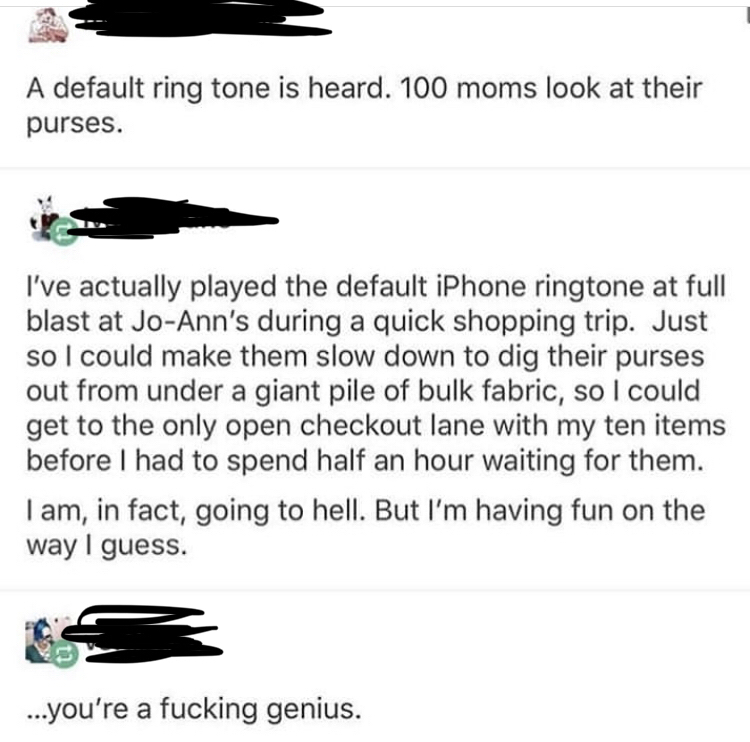 A default ring tone is heard. 100 moms look at their
purses.
I've actually played the default iPhone ringtone at full
blast at Jo-Ann's during a quick shopping trip.  Just
so I could make them slow down to dig their purses
out from under a giant pile of bulk fabric, so I could
get to the only open checkout lane with my ten items
before I had to spend half an hour waiting for them.
I am, in fact, going to hell. But I'm having fun on the
way I guess.
...you're a fucking genius.